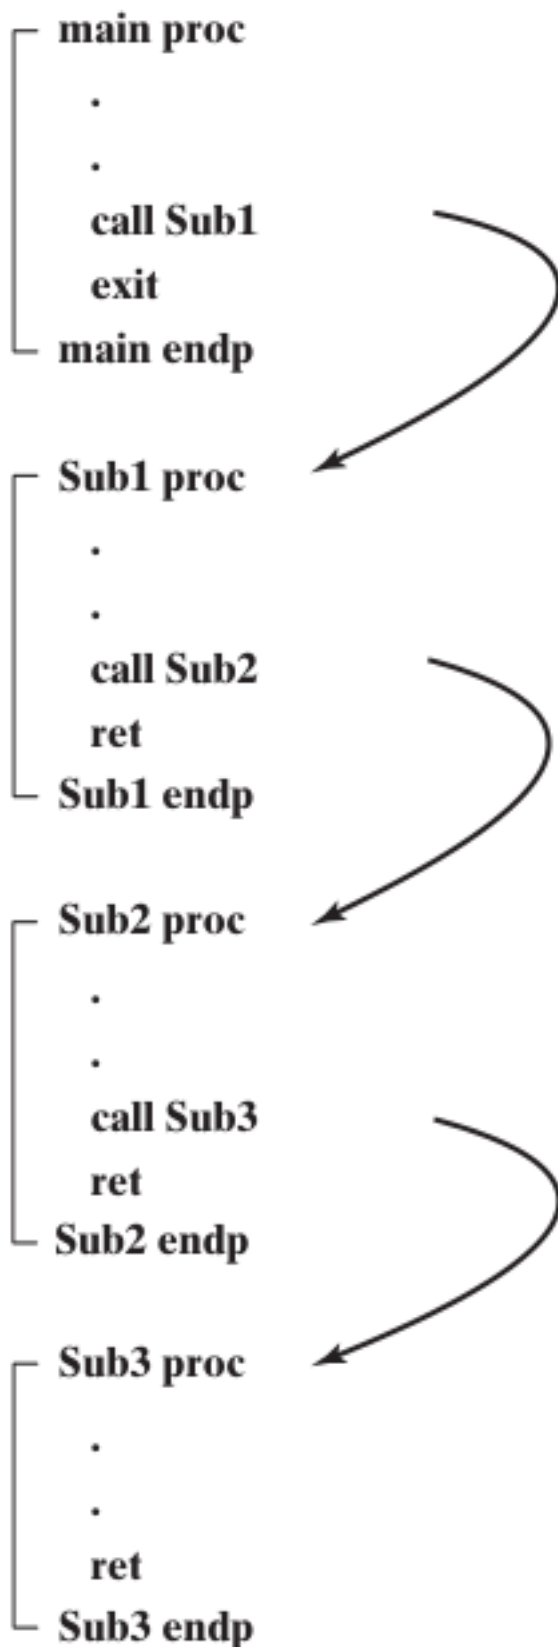 main proc
.
.
call Sub1
exit
main endp
Sub1 proc
.
.
call Sub2
ret
Sub1 endp
Sub2 proc
.
.
call Sub3
ret
Sub2 endp
Sub3 proc
.
.
ret
Sub3 endp